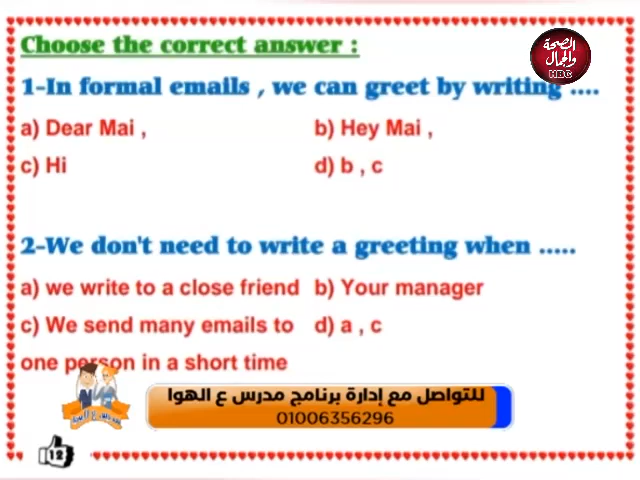 Choose the correct answer :
الصحة
والجمال
HBC
1-In formal emails , we can greet by writing ....
a) Dear Mai ,
b) Hey Mai ,
c) Hi
d) b , c
2-We don't need to write a greeting when .....
a) we write to a close friend
b) Your manager
c) We send many emails to
d) a , c
one person in a short time
للتواصل مع إدارة برنامج مدرس ع الهوا
01006356296
12